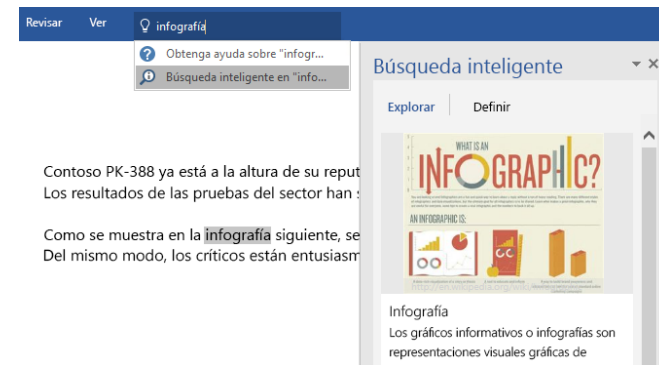 Revisar Ver infografía
Obtenga ayuda sobre "infogr...
Búsqueda inteligente en "info...
Búsqueda inteligente
Explorar Definir
WHAT IS AN
INFOGRAPHIC?
AN INFOGRAPHIC IS:
Contoso PK-388 ya está a la altura de su reput
Los resultados de las pruebas del sector han
Como se muestra en la infografía siguiente, se
Del mismo modo, los críticos están entusiasm
Infografía
Los gráficos informativos o infografías son
representaciones visuales gráficas de